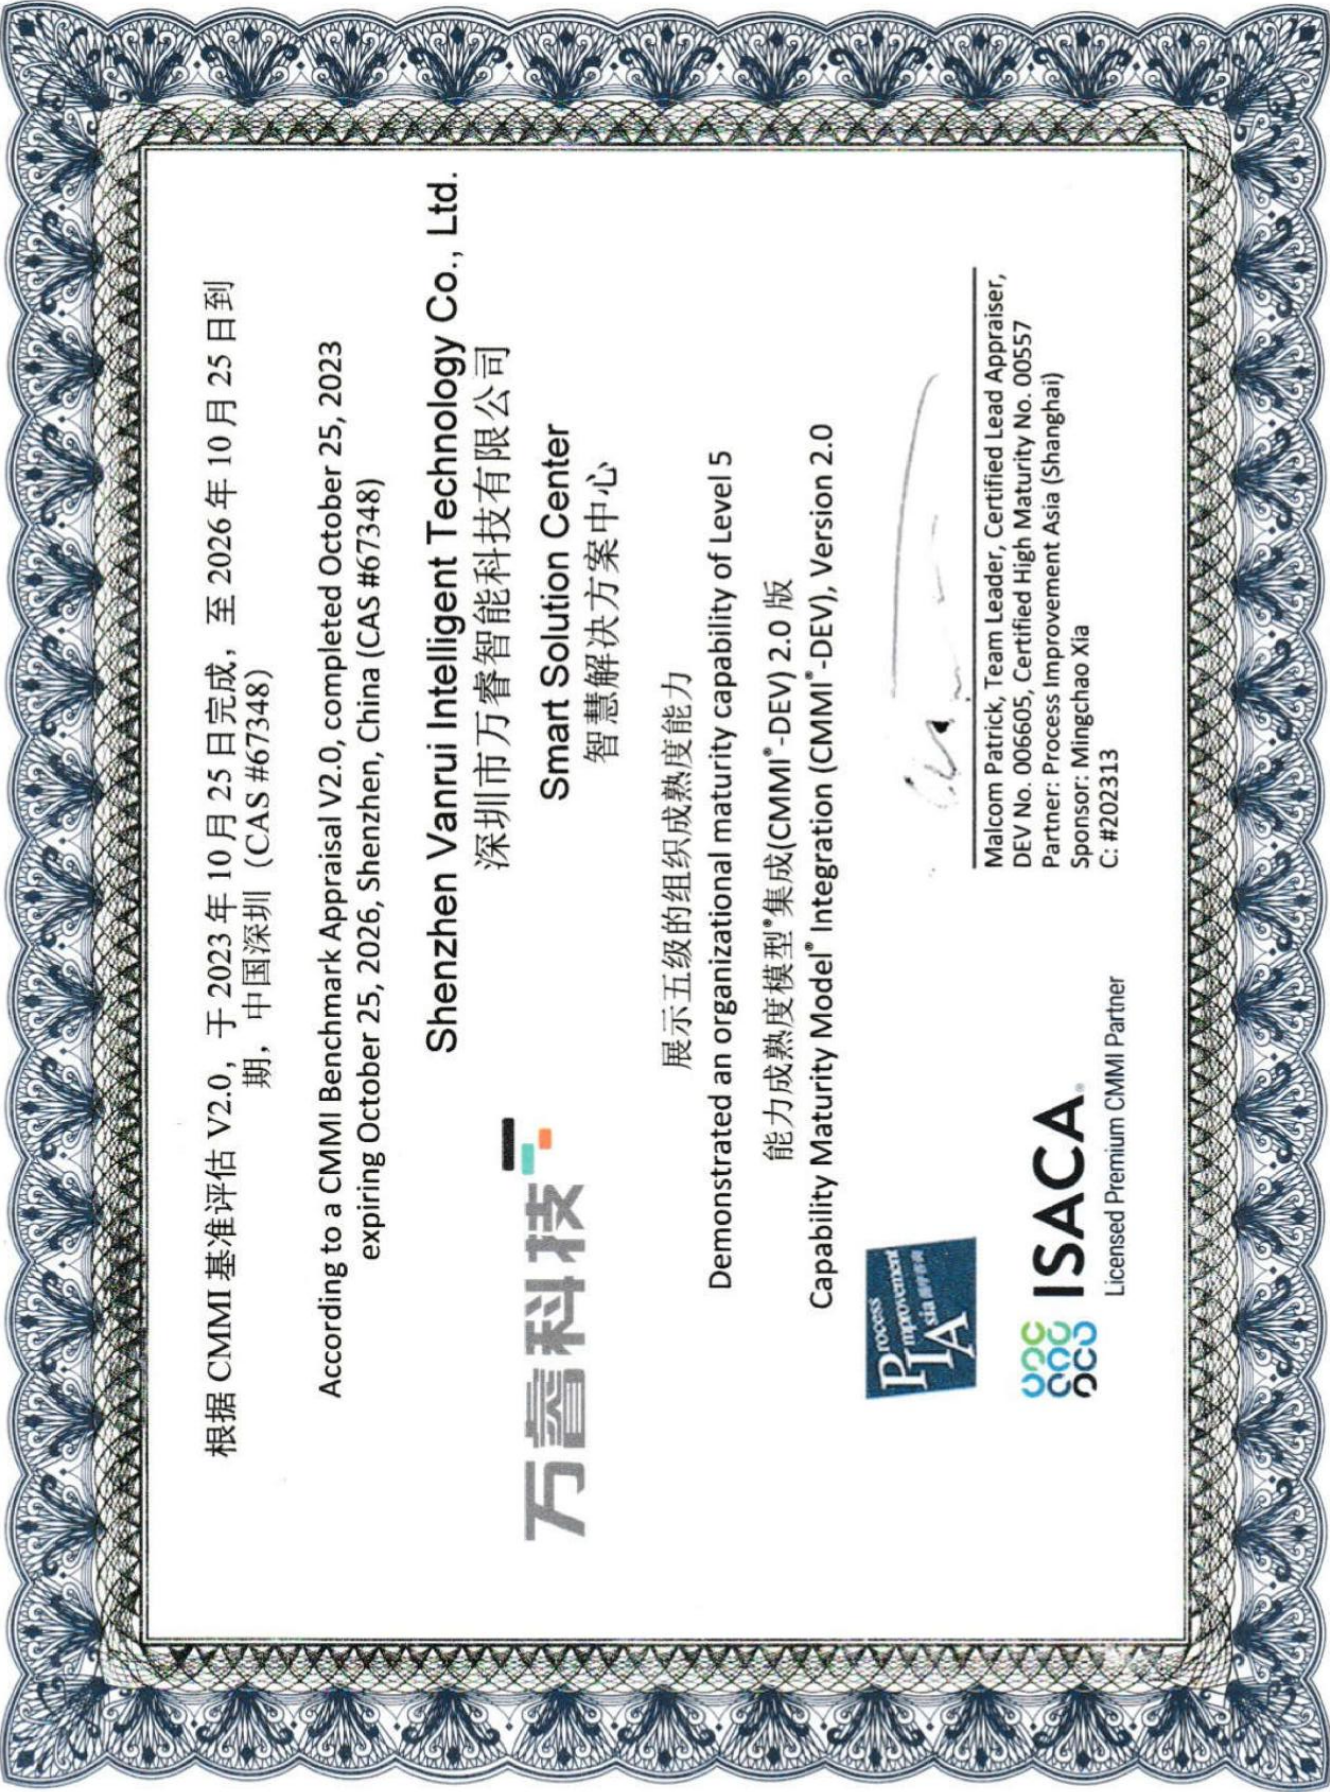 根据 CMMI 基准评估 V2.0，于 2023 年 10 月 25 日完成，至 2026 年 10 月 25 日到
期，中国深圳（CAS #67348）
According to a CMMI Benchmark Appraisal V2.0, completed October 25, 2023
expiring October 25, 2026, Shenzhen, China (CAS #67348)
万睿科技
Shenzhen Vanrui Intelligent Technology Co., Ltd.
深圳市万睿智能科技有限公司
Smart Solution Center
智慧解决方案中心
展示五级的组织成熟度能力
Demonstrated an organizational maturity capability of Level 5
能力成熟度模型®集成(CMMI®-DEV) 2.0 版
Capability Maturity Model® Integration (CMMI®-DEV), Version 2.0
Process
Improvement
Asia
ISACA®
Licensed Premium CMMI Partner
Malcom Patrick, Team Leader, Certified Lead Appraiser,
DEV No. 006605, Certified High Maturity No. 00557
Partner: Process Improvement Asia (Shanghai)
Sponsor: Mingchao Xia
C: #202313